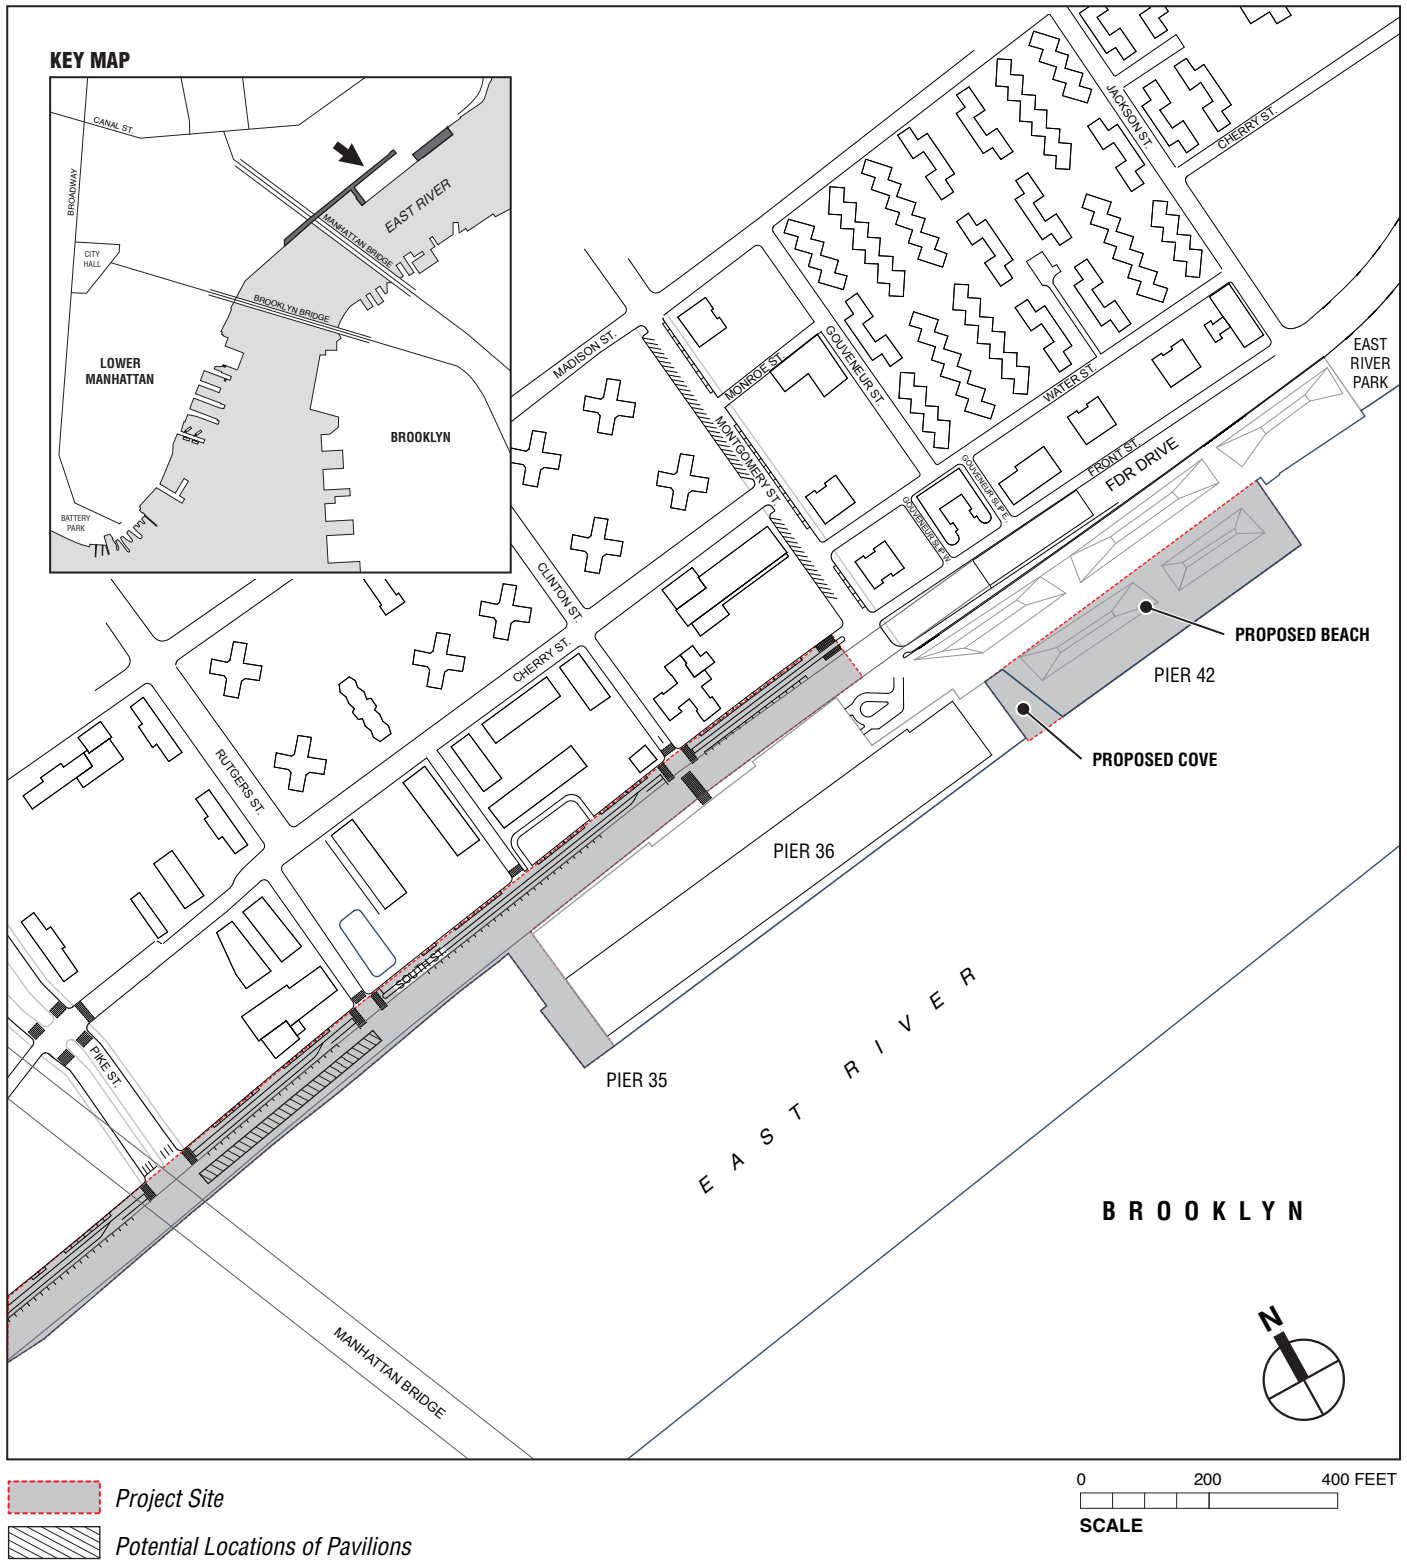 KEY MAP
CANAL ST.
BROADWAY
EAST RIVER
MANHATTAN BRIDGE
CITY
HALL
BROOKLYN BRIDGE
LOWER
MANHATTAN
BROOKLYN
BATTERY
PARK
JACKSON ST.
CHERRY ST.
MADISON ST.
MONROE ST.
GOUVENEUR ST.
WATER ST.
EAST
RIVER
PARK
MONTGOMERY ST.
FRONT ST.
FDR DRIVE
GOUVENEUR SLIP E.
GOUVENEUR SLIP W.
CLINTON ST.
CHERRY ST.
PROPOSED BEACH
PIER 42
PROPOSED COVE
RUTGERS ST.
PIER 36
SOUTH ST.
PIKE ST.
PIER 35
EAST RIVER
BROOKLYN
MANHATTAN BRIDGE
N
0 200 400 FEET
SCALE
Project Site
Potential Locations of Pavilions